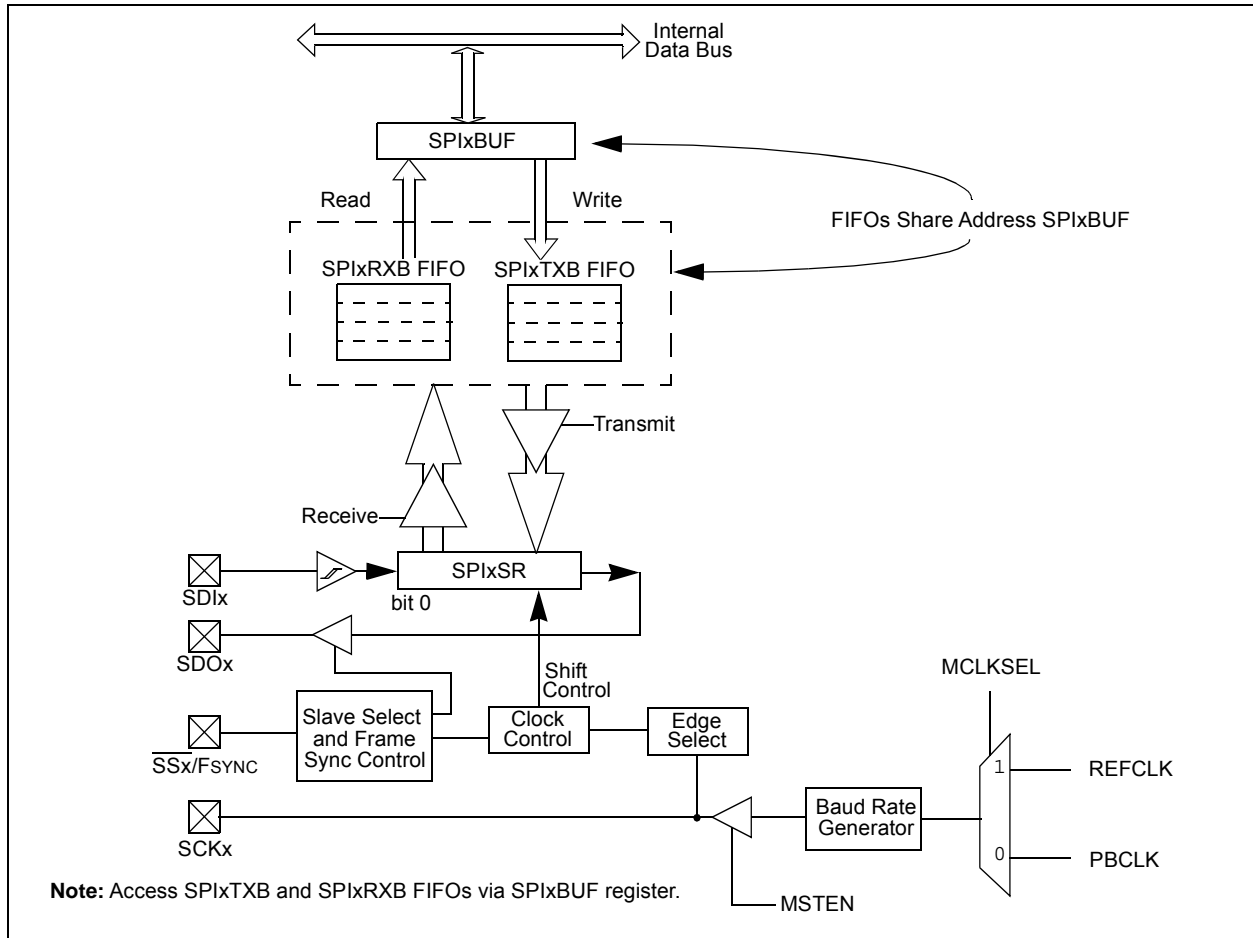 Internal
Data Bus
SPIxBUF
Read
Write
FIFOs Share Address SPIxBUF
SPIxRXB FIFO
SPIxTXB FIFO
Transmit
Receive
SDIx
SPIxSR
bit 0
SDOx
Shift
Control
MCLKSEL
Slave Select
and Frame
Sync Control
Clock
Control
Edge
Select
SSx/FSYNC
1
REFCLK
Baud Rate
Generator
SCKx
0
PBCLK
Note: Access SPIxTXB and SPIxRXB FIFOs via SPIxBUF register.
MSTEN